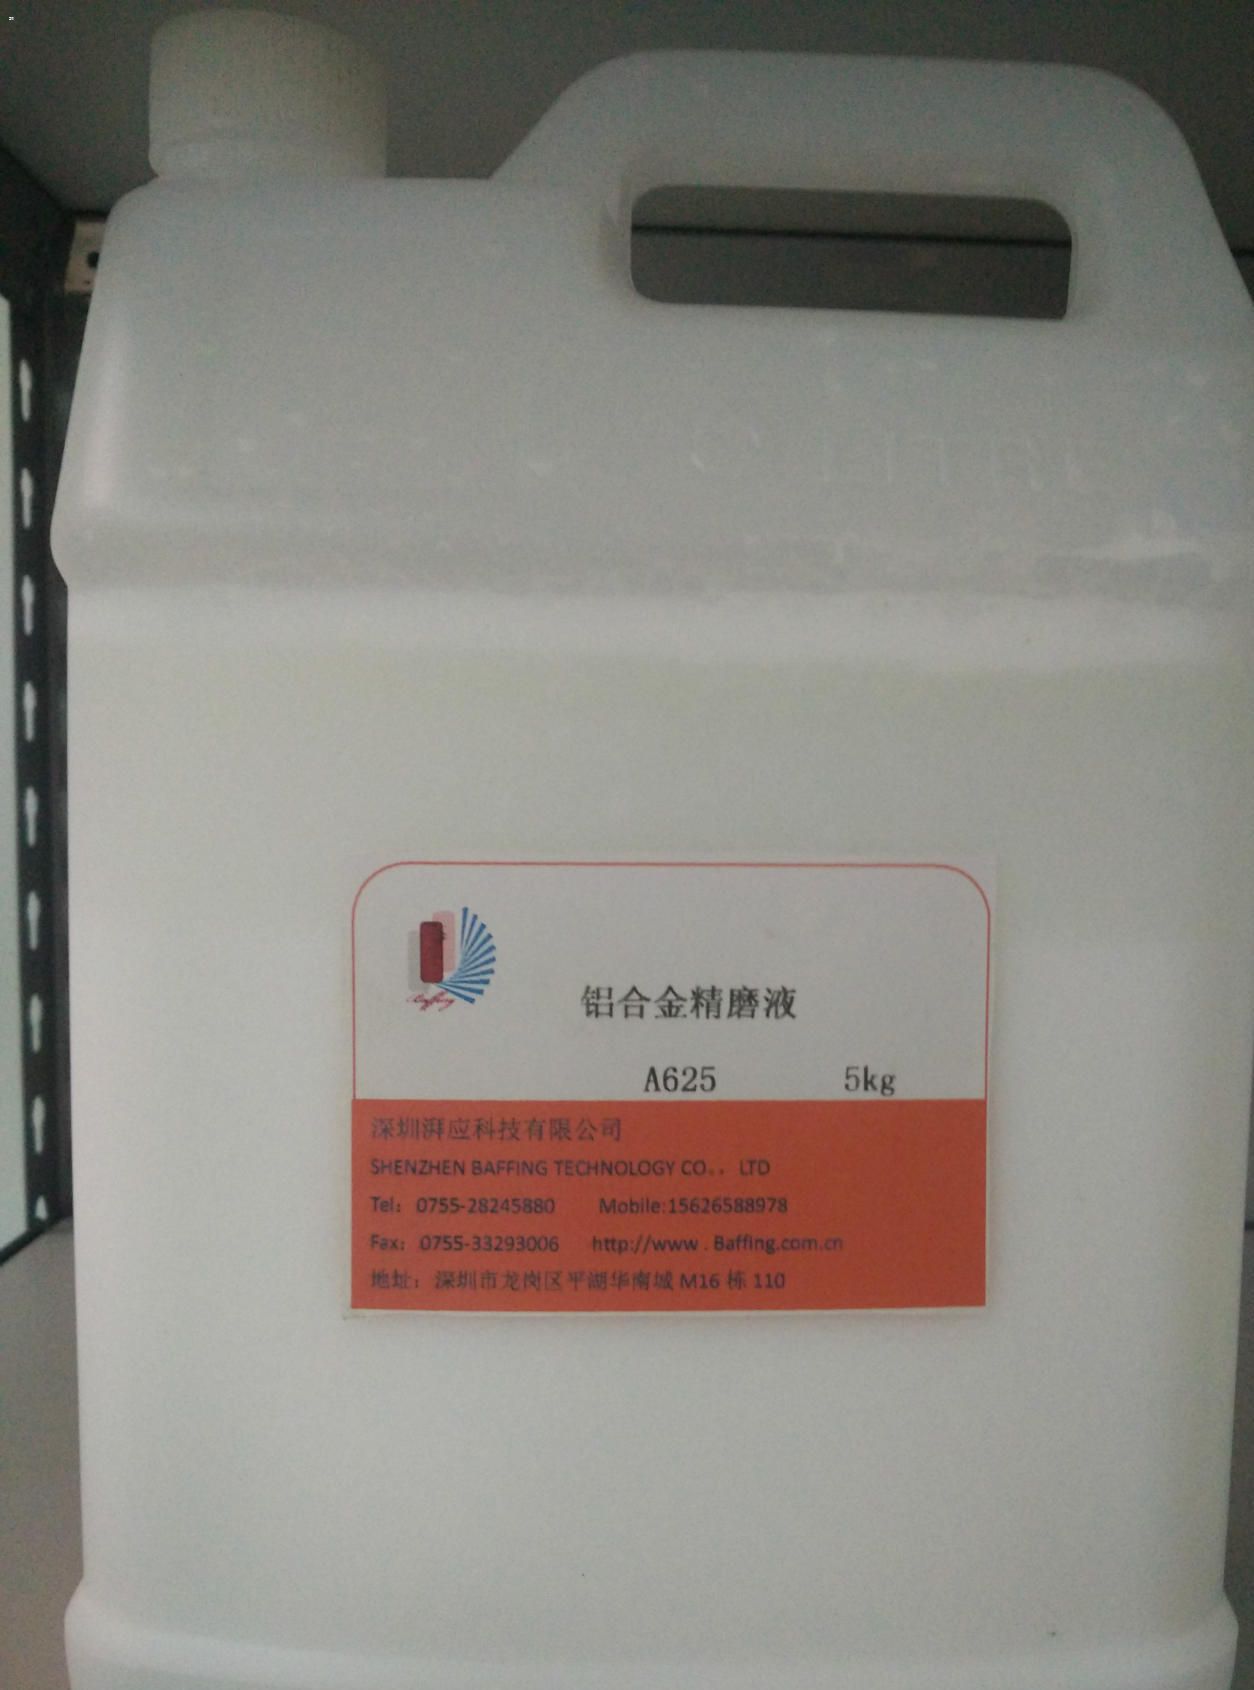 Baffing
铝合金精磨液
A625 5kg
深圳湃应科技有限公司
SHENZHEN BAFFING TECHNOLOGY CO.，LTD
Tel：0755-28245880 Mobile:15626588978
Fax：0755-33293006 http://www . Baffing.com.cn
地址：深圳市龙岗区平湖华南城 M16 栋 110